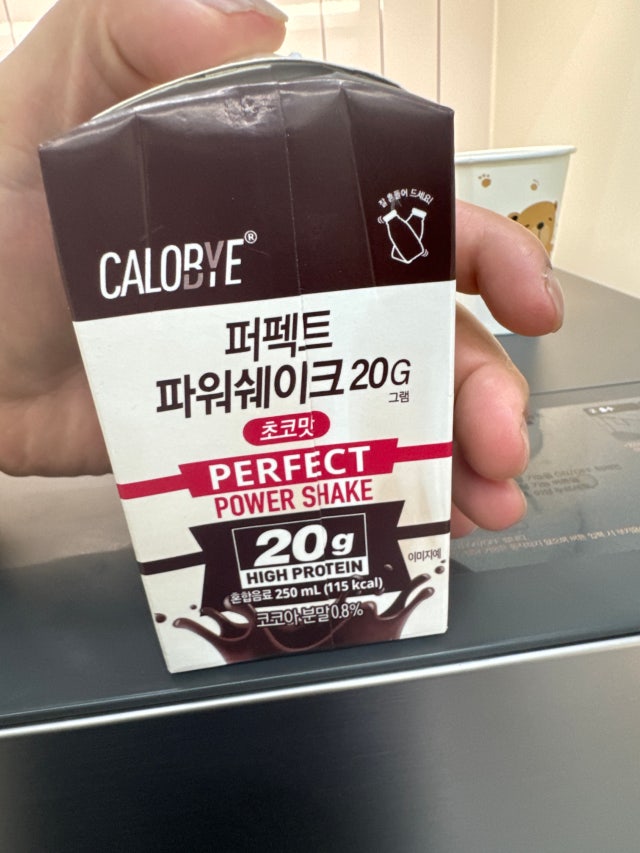 잘 흔들어 드세요!
CALOBYE®
퍼펙트
파워쉐이크 20G
그램
초코맛
PERFECT
POWER SHAKE
20g
HIGH PROTEIN
이미지예
혼합음료 250 mL (115 kcal)
코코아 분말 0.8%